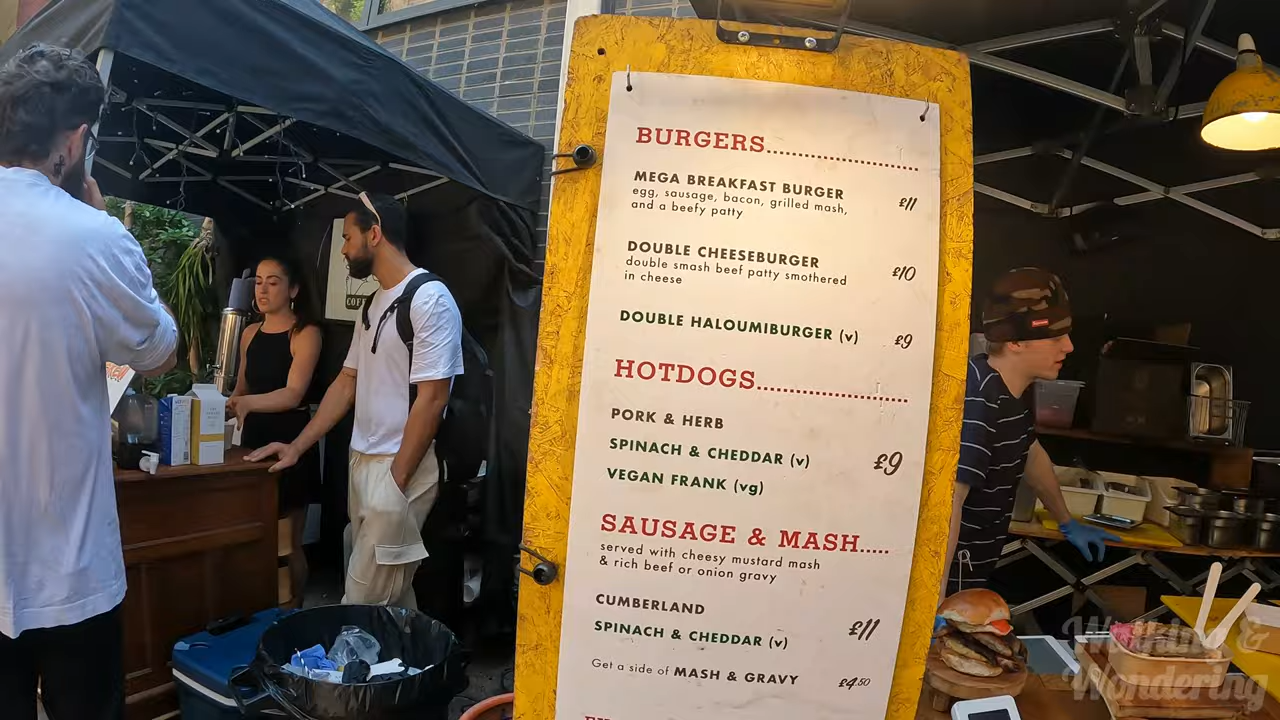 BURGERS
MEGA BREAKFAST BURGER £11
egg, sausage, bacon, grilled mash,
and a beefy patty
DOUBLE CHEESEBURGER £10
double smash beef patty smothered
in cheese
DOUBLE HALOUMIBURGER (v) £9
HOTDOGS
PORK & HERB
SPINACH & CHEDDAR (v) £9
VEGAN FRANK (vg)
SAUSAGE & MASH
served with cheesy mustard mash
& rich beef or onion gravy
CUMBERLAND
SPINACH & CHEDDAR (v) £11
Get a side of MASH & GRAVY £4.50
Walking &
Wondering